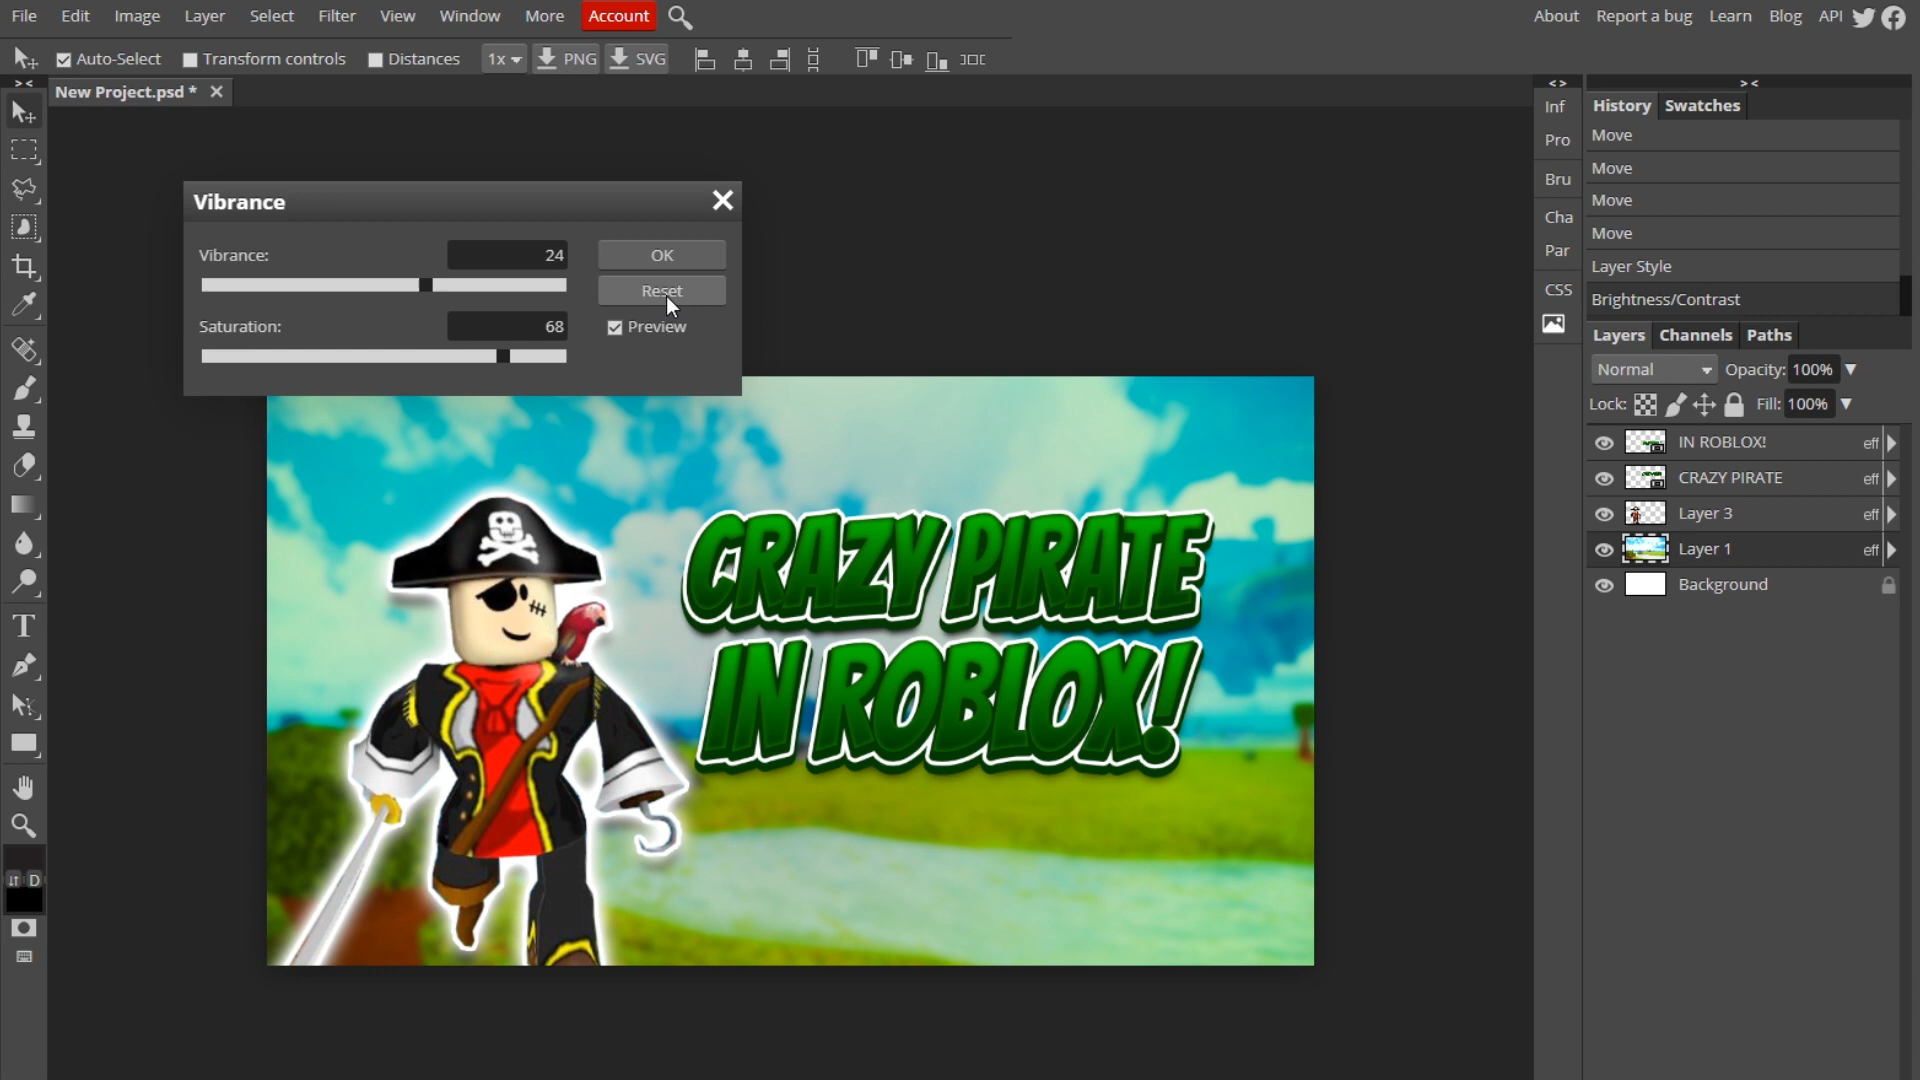 File Edit Image Layer Select Filter View Window More Account About Report a bug Learn Blog API
Auto-Select Transform controls Distances 1x PNG SVG
> < < > > <
New Project.psd *
Inf
Pro
Bru
Cha
Par
CSS
History Swatches
Move
Move
Move
Move
Layer Style
Brightness/Contrast
Layers Channels Paths
Normal Opacity: 100%
Lock: Fill: 100%
IN ROBLOX! eff
CRAZY PIRATE eff
Layer 3 eff
Layer 1 eff
Background
Vibrance
Vibrance: 24 OK
Reset
Saturation: 68 Preview
CRAZY PIRATE
IN ROBLOX!
T
D